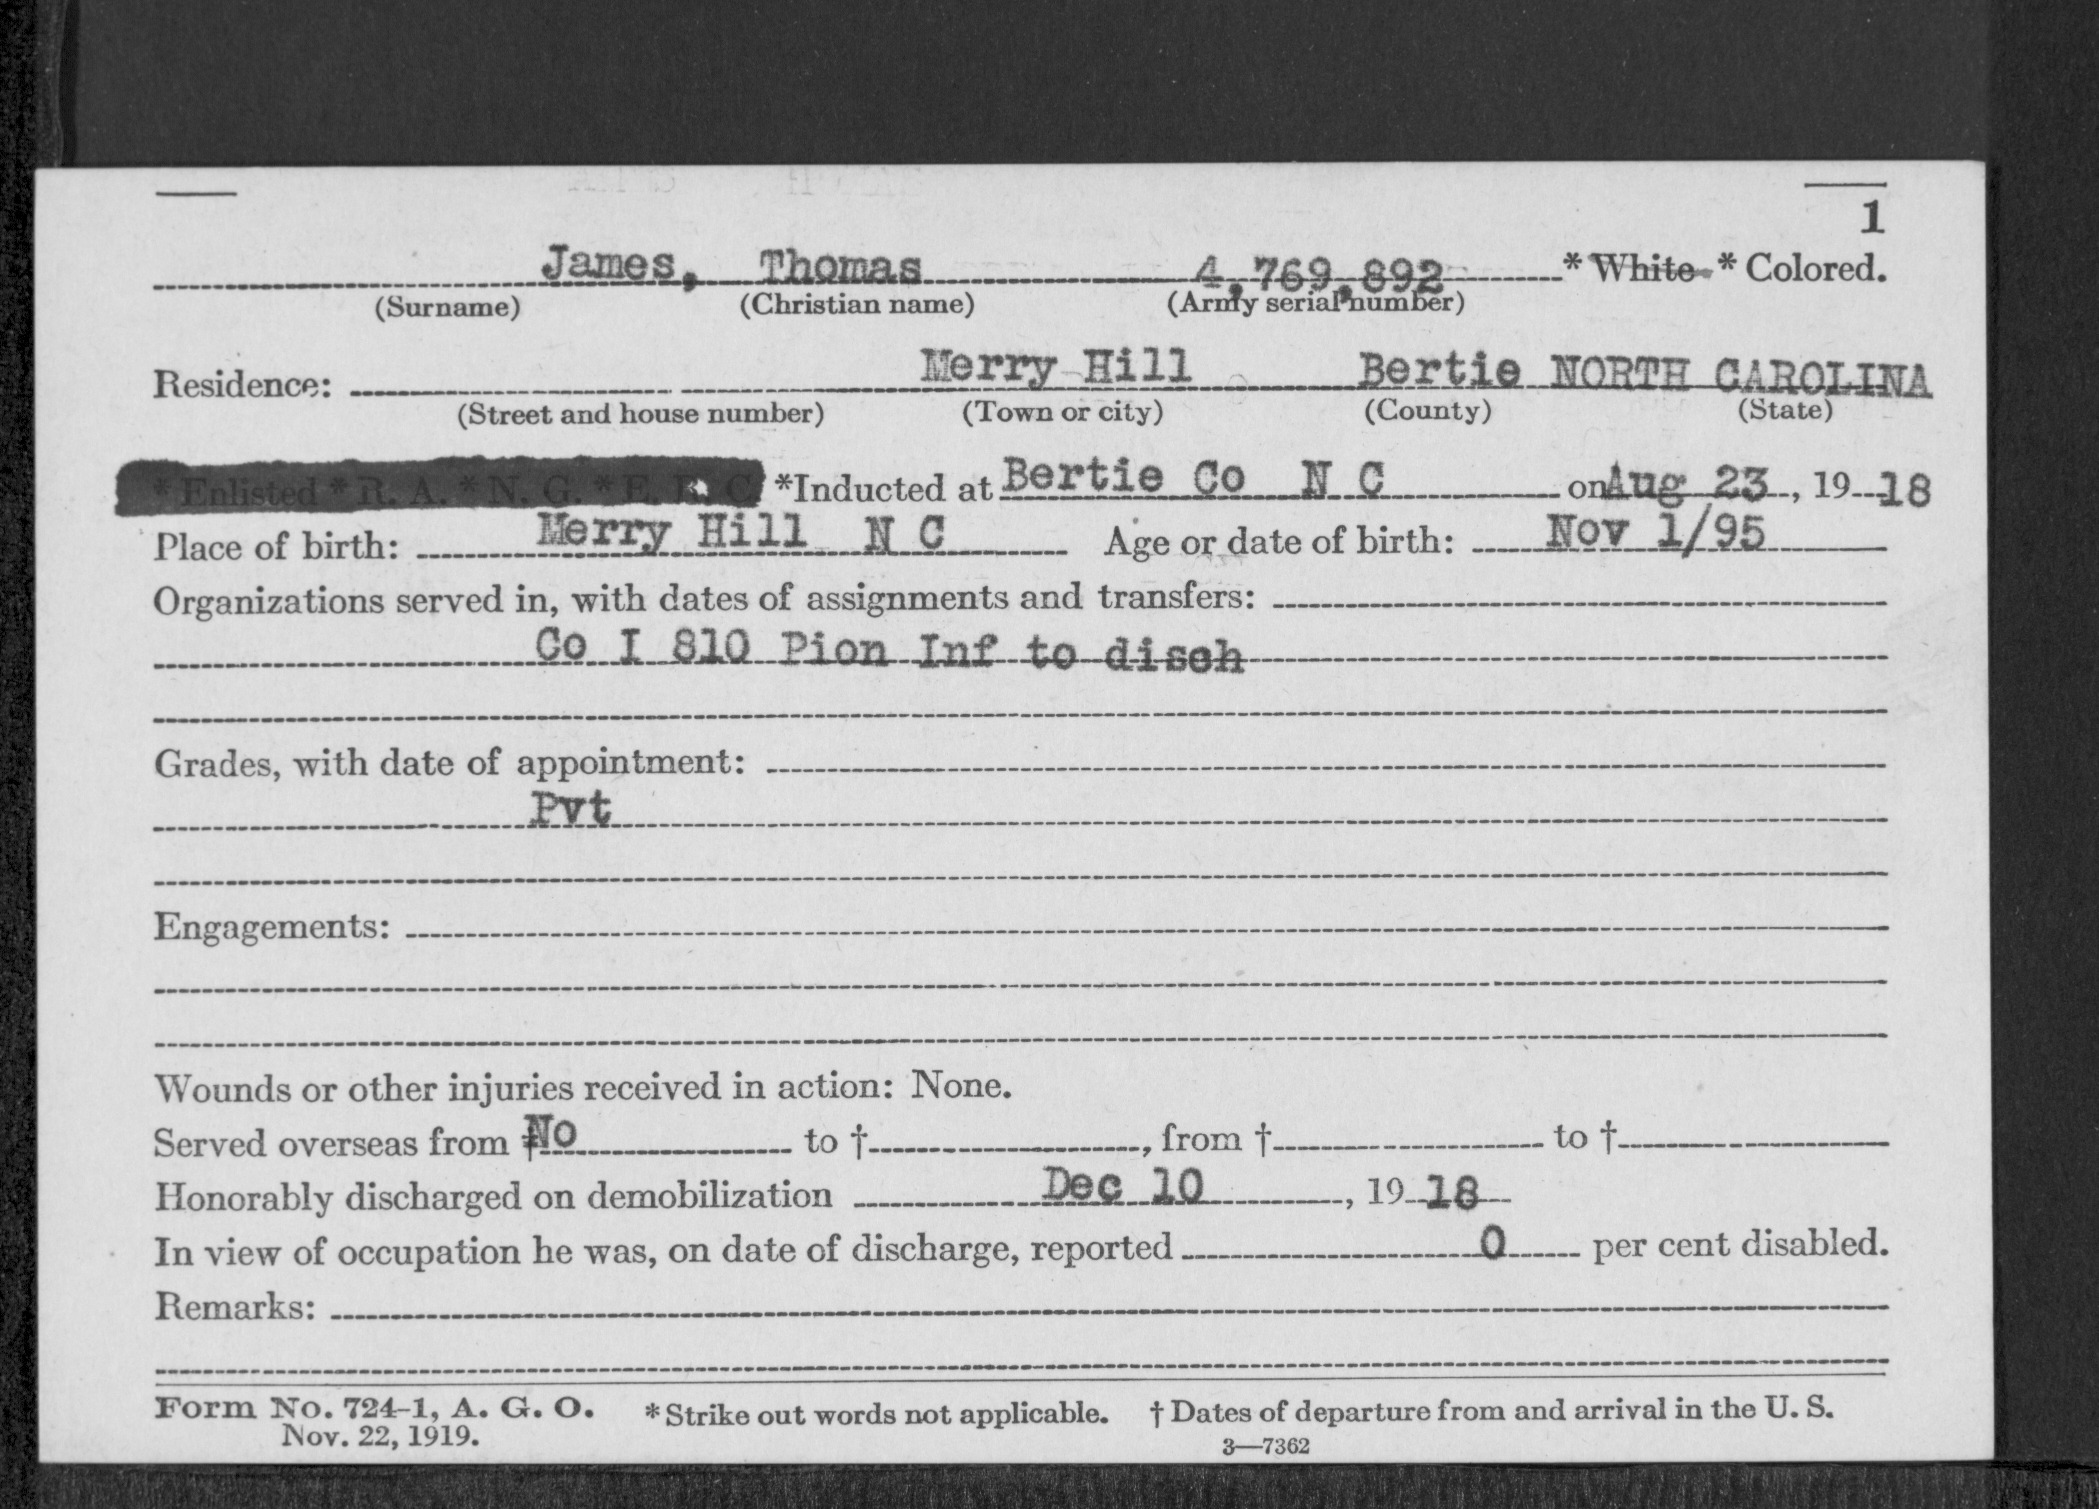 1
James, Thomas 4,769,892 * White * Colored.
(Surname) (Christian name) (Army serial number)
Residence: Merry Hill Bertie NORTH CAROLINA
(Street and house number) (Town or city) (County) (State)
* Enlisted * R. A. * N. G. * E. R. C. *Inducted at Bertie Co N C on Aug 23, 19 18
Place of birth: Merry Hill N C Age or date of birth: Nov 1/95
Organizations served in, with dates of assignments and transfers:
Co I 810 Pion Inf to disch
Grades, with date of appointment:
Pvt
Engagements:
Wounds or other injuries received in action: None.
Served overseas from † No to †, from † to †
Honorably discharged on demobilization Dec 10, 19 18
In view of occupation he was, on date of discharge, reported 0 per cent disabled.
Remarks:
Form No. 724-1, A. G. O. * Strike out words not applicable. † Dates of departure from and arrival in the U. S.
Nov. 22, 1919. 3—7362